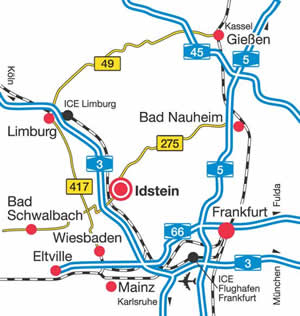 Kassel
Gießen
45
5
49
Köln
ICE Limburg
Limburg
Bad Nauheim
3
275
5
417
Idstein
Fulda
Bad
Schwalbach
66
Frankfurt
Wiesbaden
Eltville
3
Mainz
ICE
Flughafen
Frankfurt
Karlsruhe
München